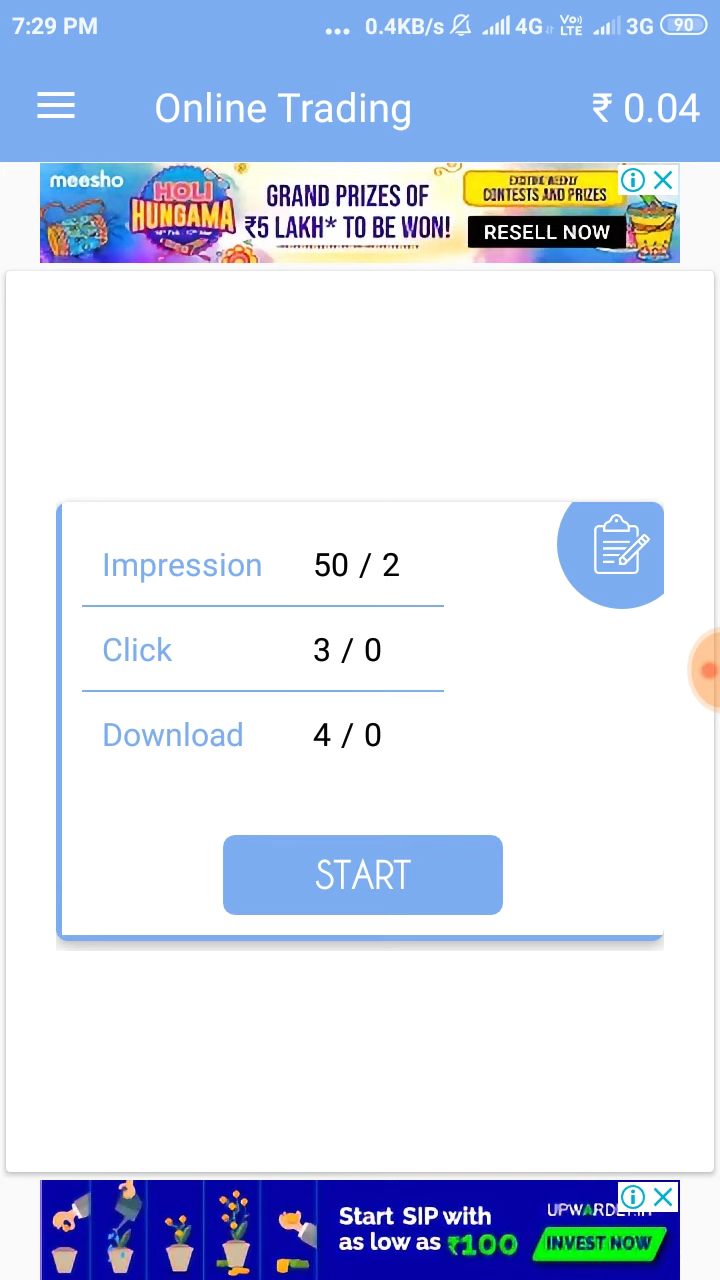 7:29 PM ... 0.4KB/s 4G Vo) LTE 3G 90
Online Trading ₹ 0.04
meesho
HOLI
HUNGAMA
GRAND PRIZES OF
₹5 LAKH* TO BE WON!
CONTESTS AND PRIZES
RESELL NOW
Impression 50 / 2
Click 3 / 0
Download 4 / 0
START
Start SIP with
as low as ₹100
INVEST NOW